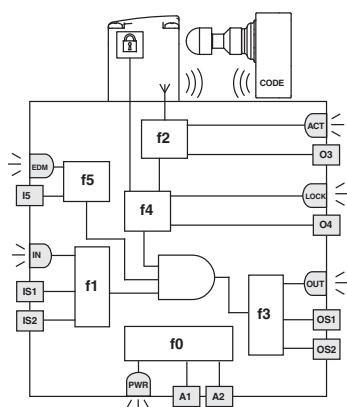 CODE
f2
ACT
O3
EDM
f5
I5
f4
LOCK
O4
IN
f1
IS1
IS2
OUT
f3
OS1
OS2
f0
PWR
A1
A2